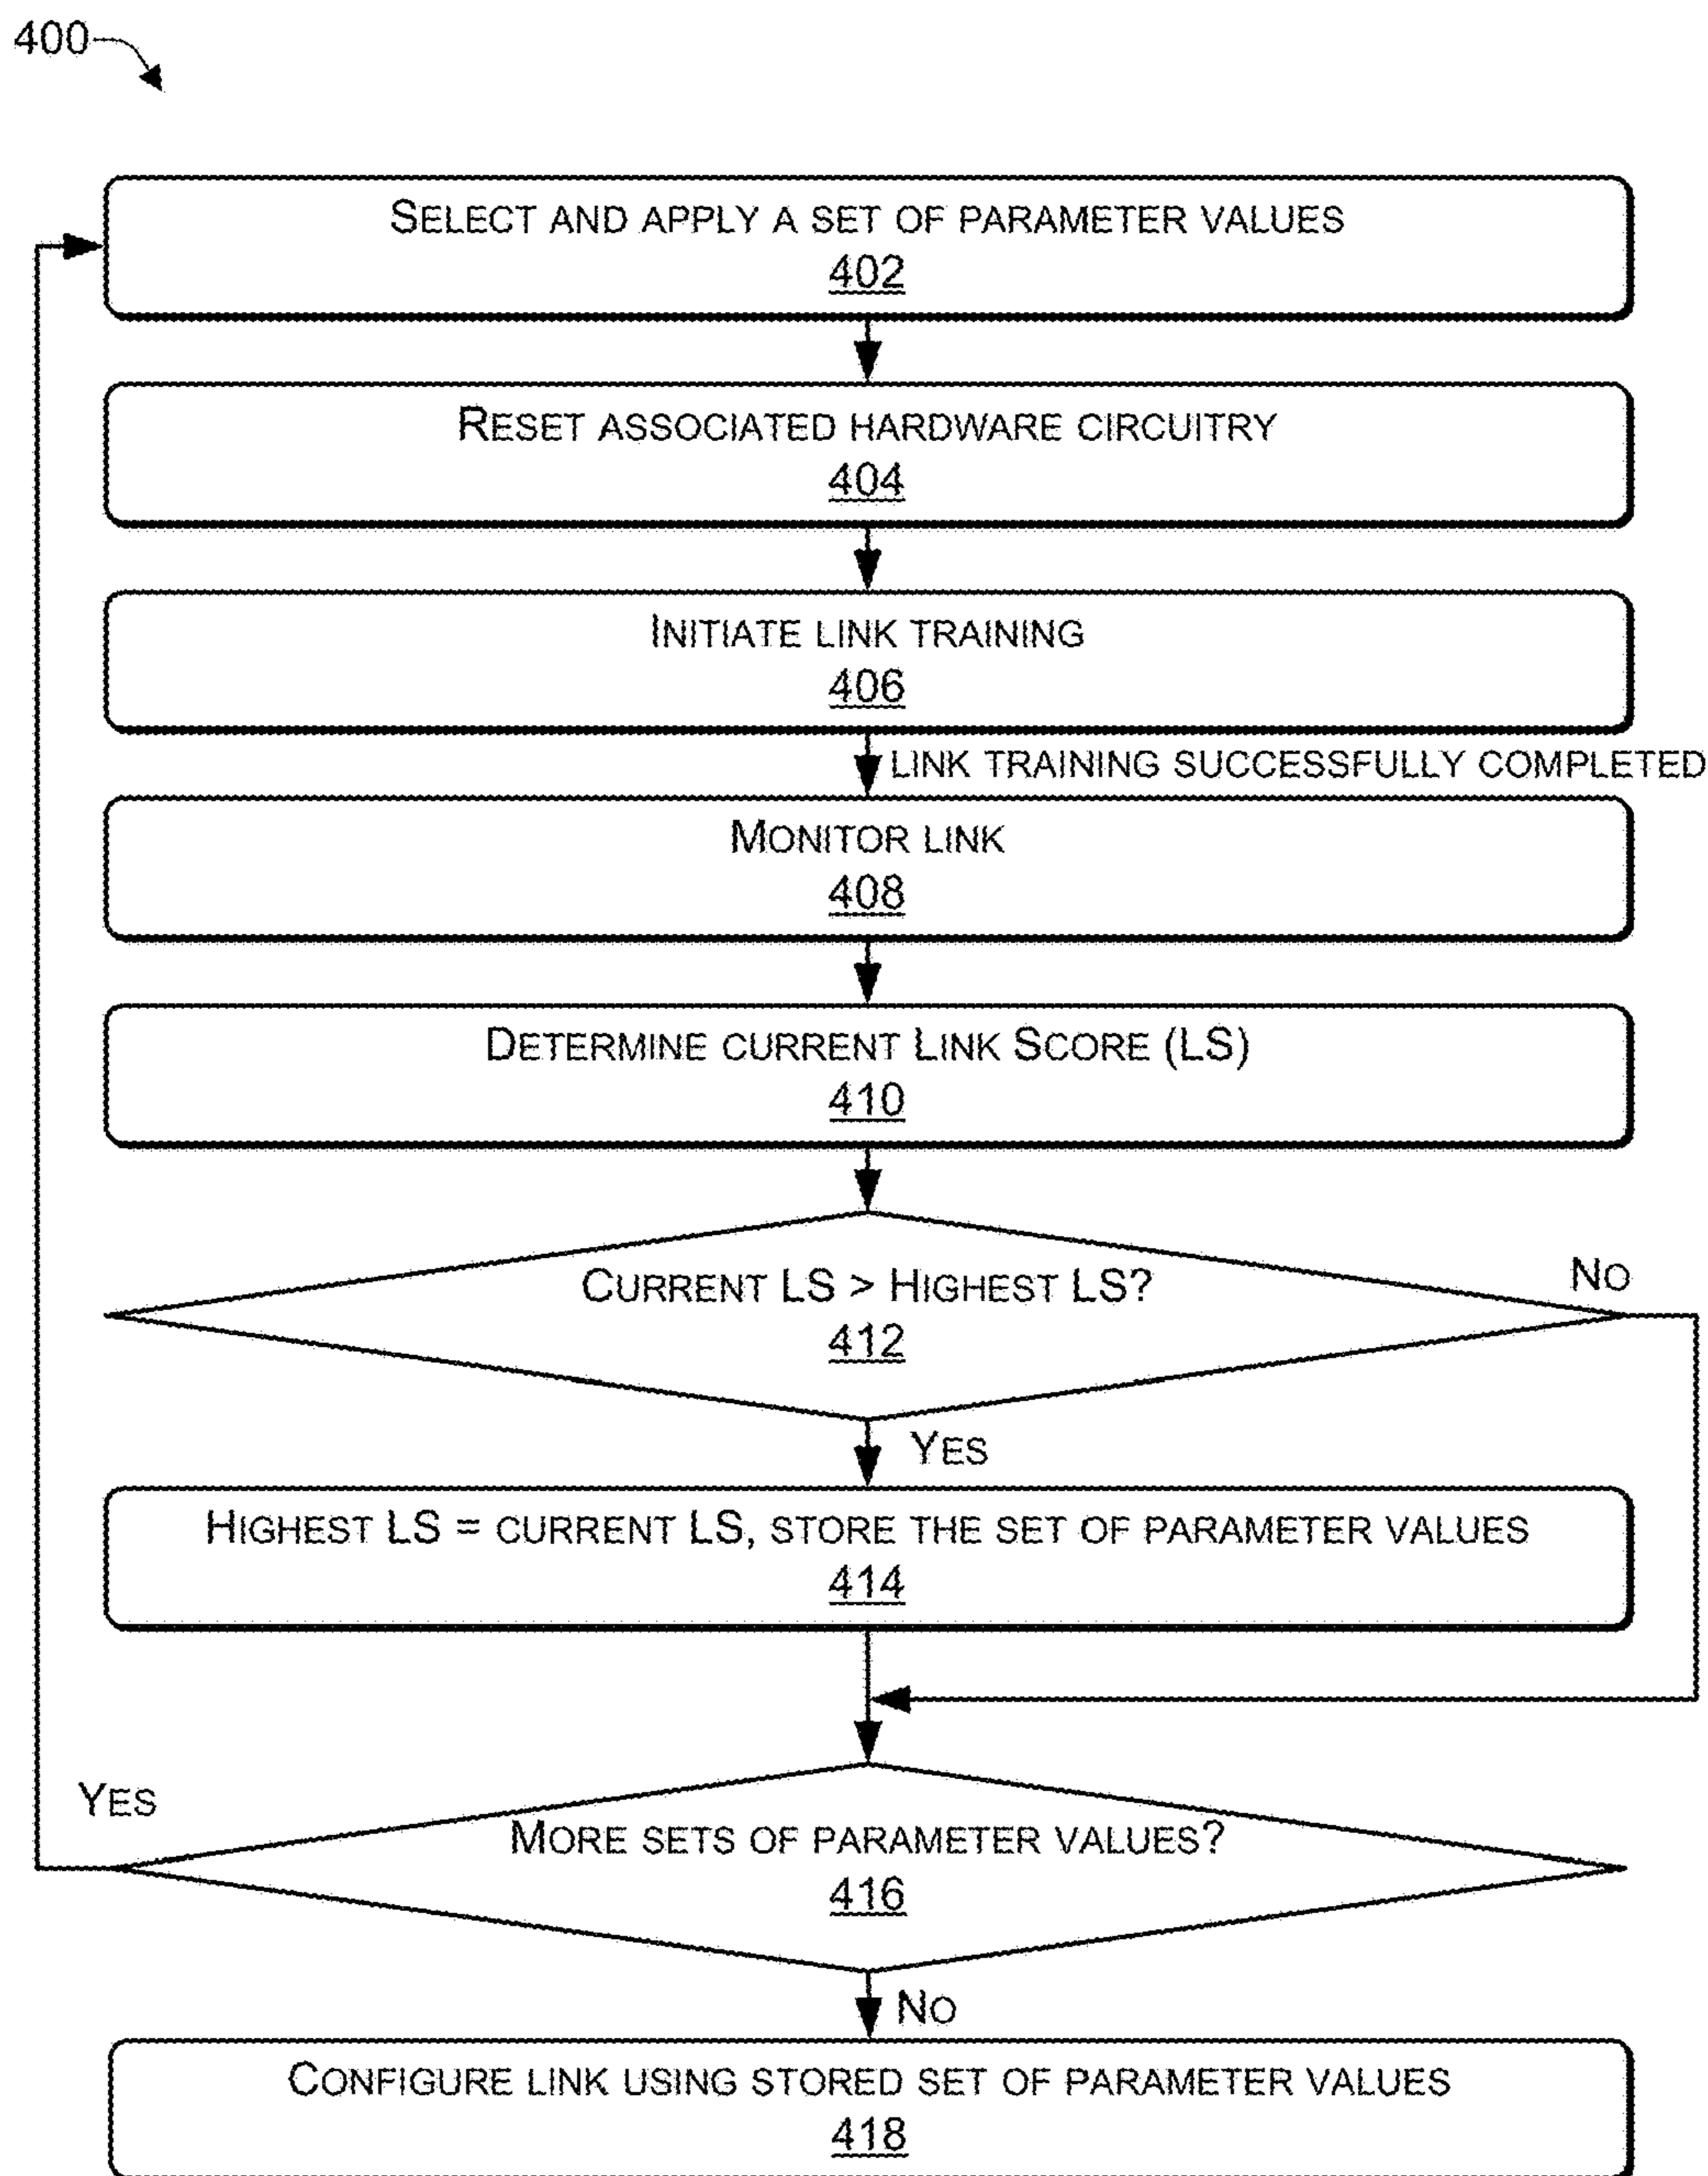 400
SELECT AND APPLY A SET OF PARAMETER VALUES
402
RESET ASSOCIATED HARDWARE CIRCUITRY
404
INITIATE LINK TRAINING
406
LINK TRAINING SUCCESSFULLY COMPLETED
MONITOR LINK
408
DETERMINE CURRENT LINK SCORE (LS)
410
CURRENT LS > HIGHEST LS?
412
NO
YES
HIGHEST LS = CURRENT LS, STORE THE SET OF PARAMETER VALUES
414
YES
MORE SETS OF PARAMETER VALUES?
416
NO
CONFIGURE LINK USING STORED SET OF PARAMETER VALUES
418